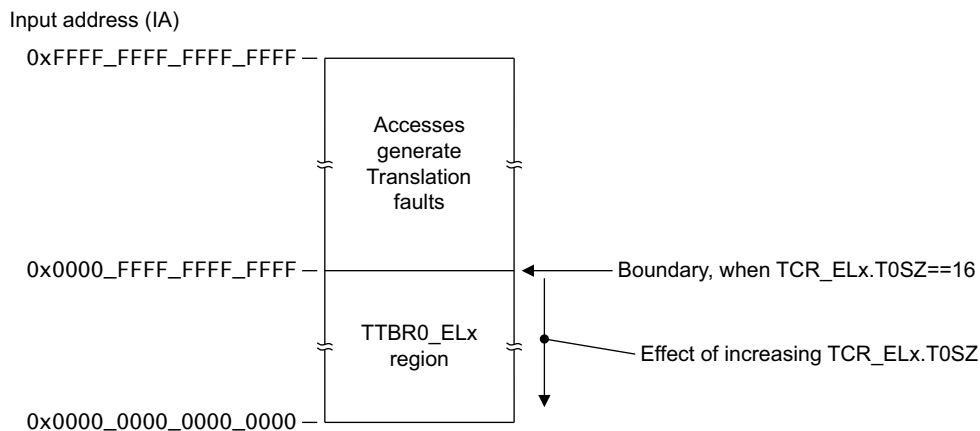 Input address (IA)
0xFFFF_FFFF_FFFF_FFFF
Accesses
generate
Translation
faults
0x0000_FFFF_FFFF_FFFF
Boundary, when TCR_ELx.T0SZ==16
TTBR0_ELx
region
Effect of increasing TCR_ELx.T0SZ
0x0000_0000_0000_0000